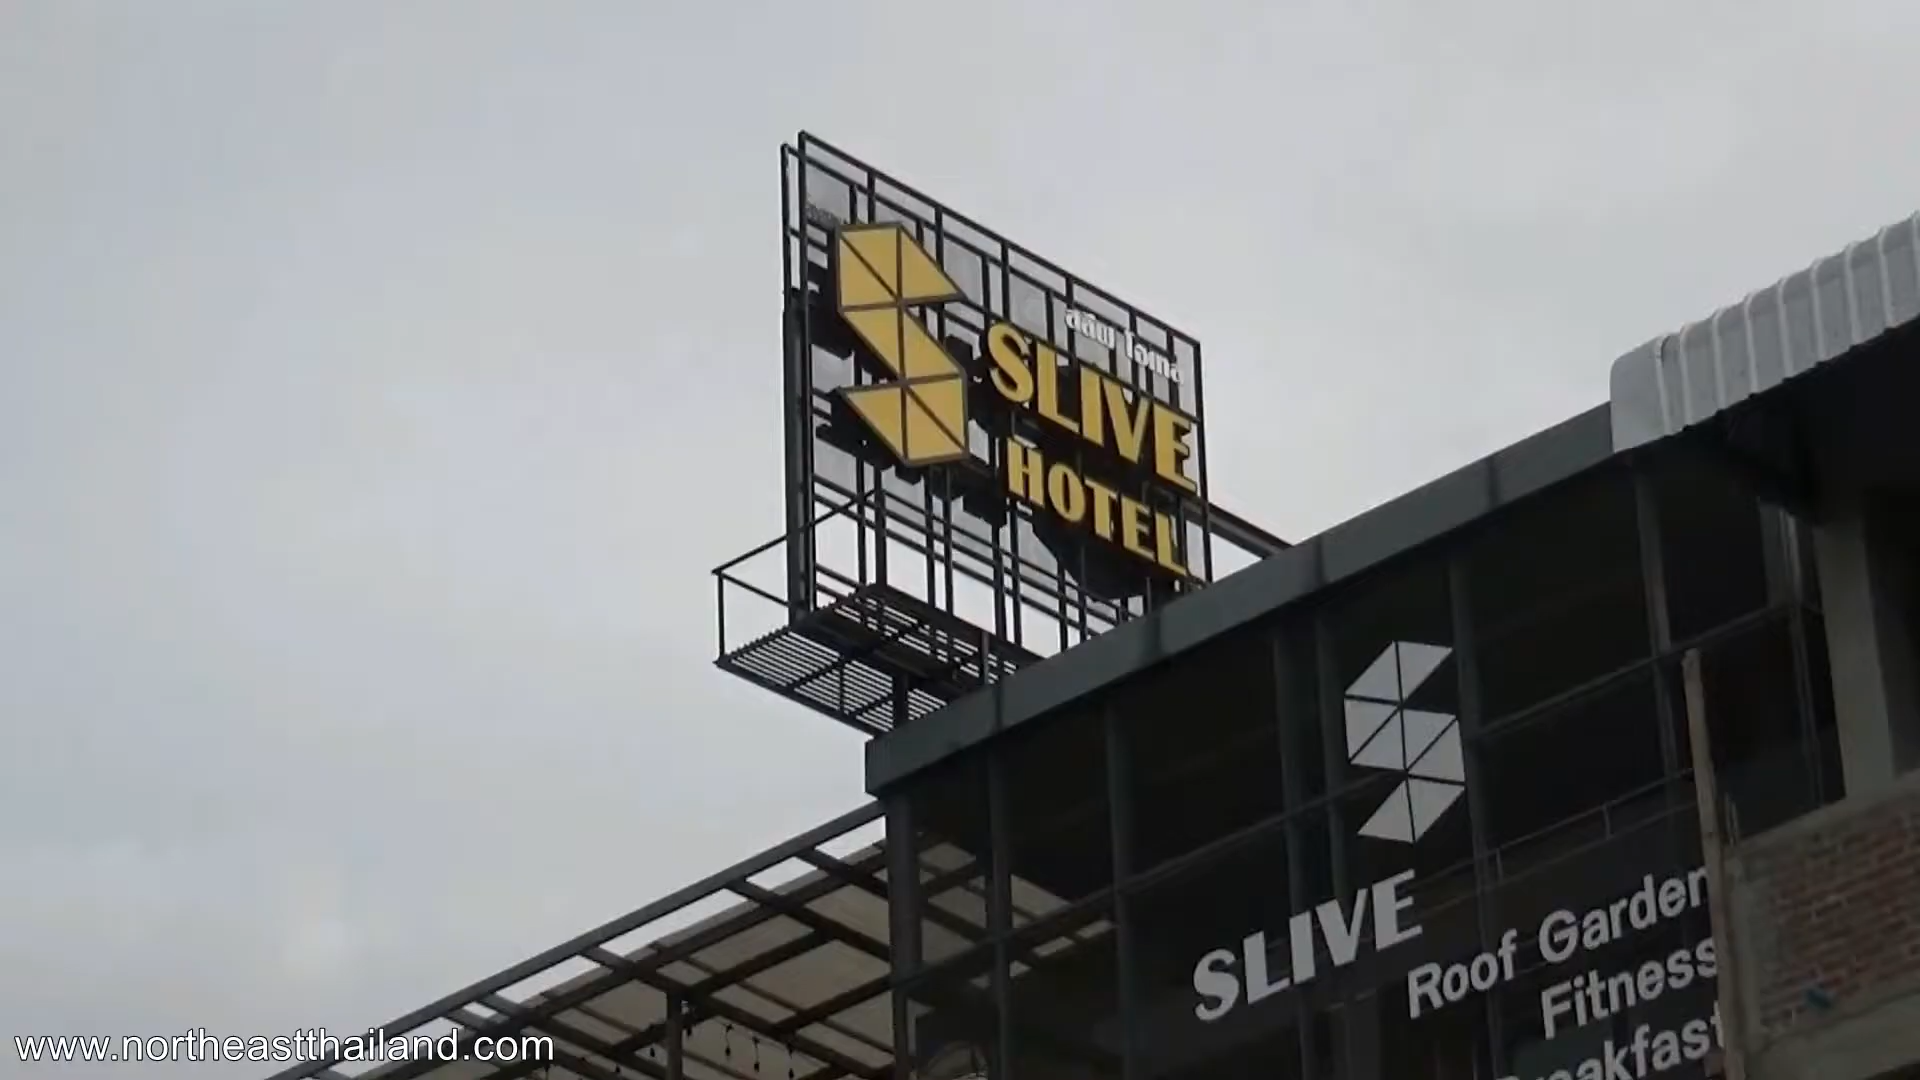 สลีฟ โฮเทล
SLIVE
HOTEL
SLIVE
Roof Garden
Fitness
www.northeastthailand.com